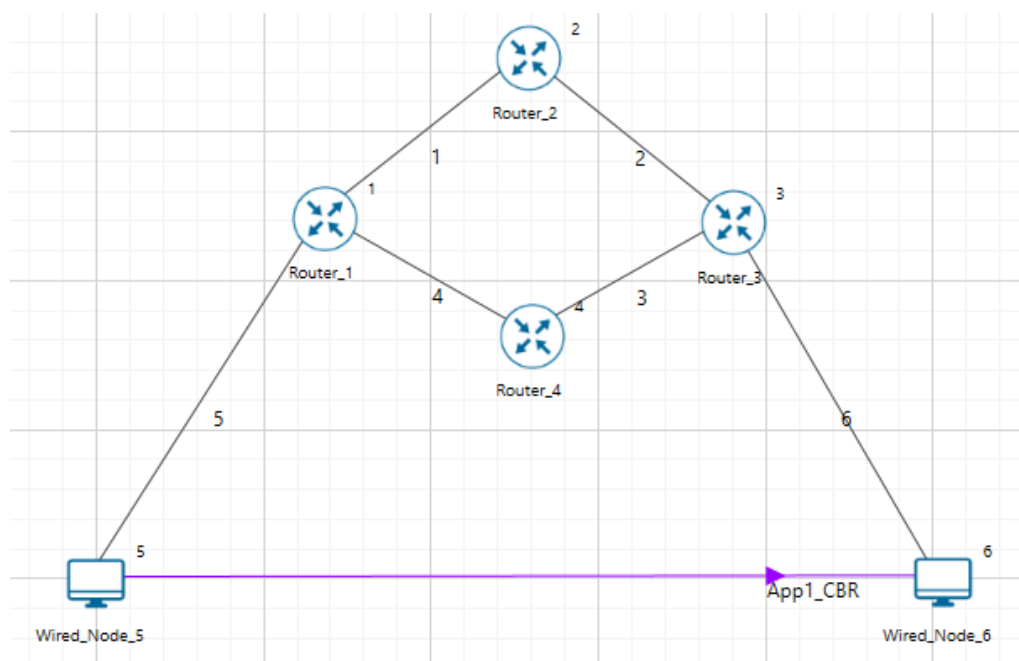 2
Router_2
1
2
1
3
Router_1
Router_3
4
3
4
Router_4
5
6
5
6
App1_CBR
Wired_Node_5
Wired_Node_6